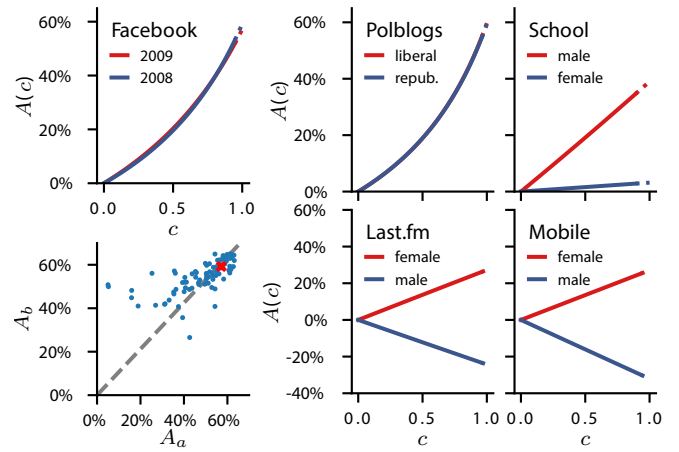 Facebook
2009
2008
A(c)
60%
40%
20%
0%
0.0
0.5
1.0
c
Polblogs
liberal
repub.
A(c)
60%
40%
20%
0%
School
male
female
A_b
60%
40%
20%
0%
0%
20%
40%
60%
A_a
Last.fm
female
male
A(c)
60%
40%
20%
0%
-20%
-40%
0.0
0.5
1.0
c
Mobile
female
male
0.0
0.5
1.0
c